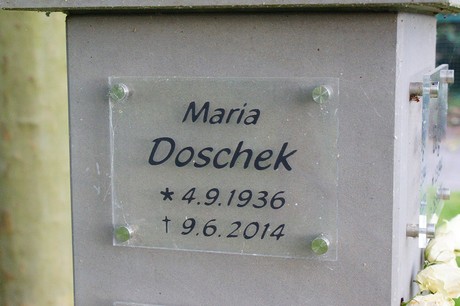 Maria
Doschek
* 4.9.1936
† 9.6.2014